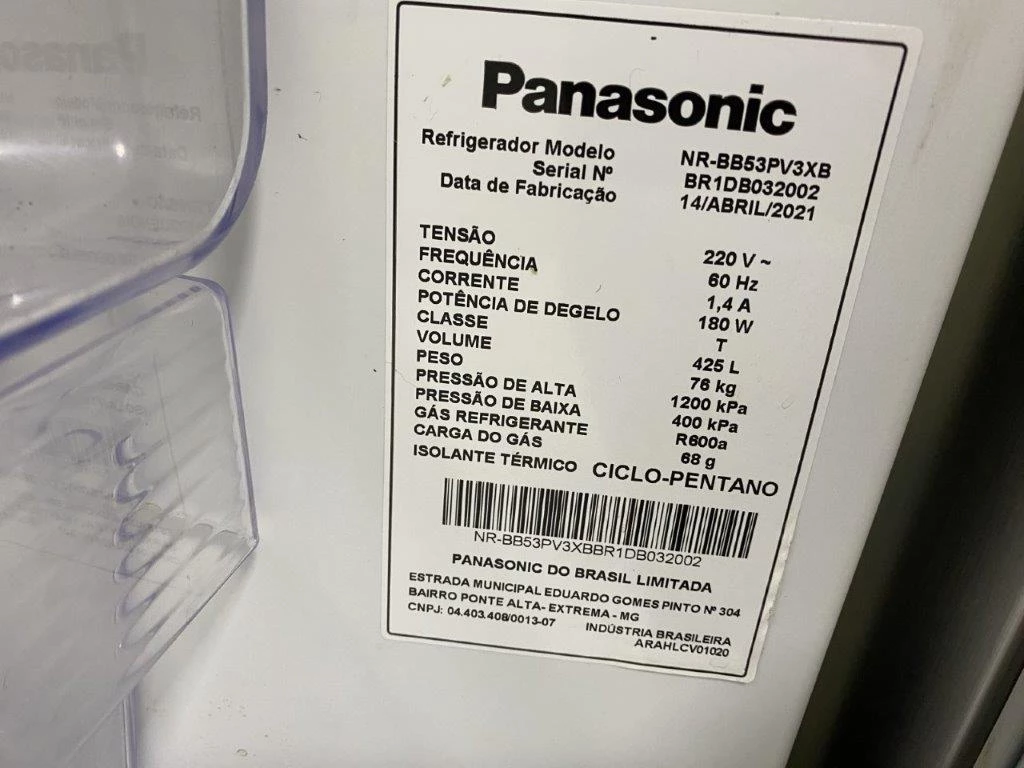 Panasonic
Refrigerador Modelo NR-BB53PV3XB
Serial Nº BR1DB032002
Data de Fabricação 14/ABRIL/2021
TENSÃO 220 V ~
FREQUÊNCIA 60 Hz
CORRENTE 1,4 A
POTÊNCIA DE DEGELO 180 W
CLASSE T
VOLUME 425 L
PESO 76 kg
PRESSÃO DE ALTA 1200 kPa
PRESSÃO DE BAIXA 400 kPa
GÁS REFRIGERANTE R600a
CARGA DO GÁS 68 g
ISOLANTE TÉRMICO CICLO-PENTANO
NR-BB53PV3XBBR1DB032002
PANASONIC DO BRASIL LIMITADA
ESTRADA MUNICIPAL EDUARDO GOMES PINTO Nº 304
BAIRRO PONTE ALTA- EXTREMA - MG
CNPJ: 04.403.408/0013-07 INDÚSTRIA BRASILEIRA
ARAHLCV01020